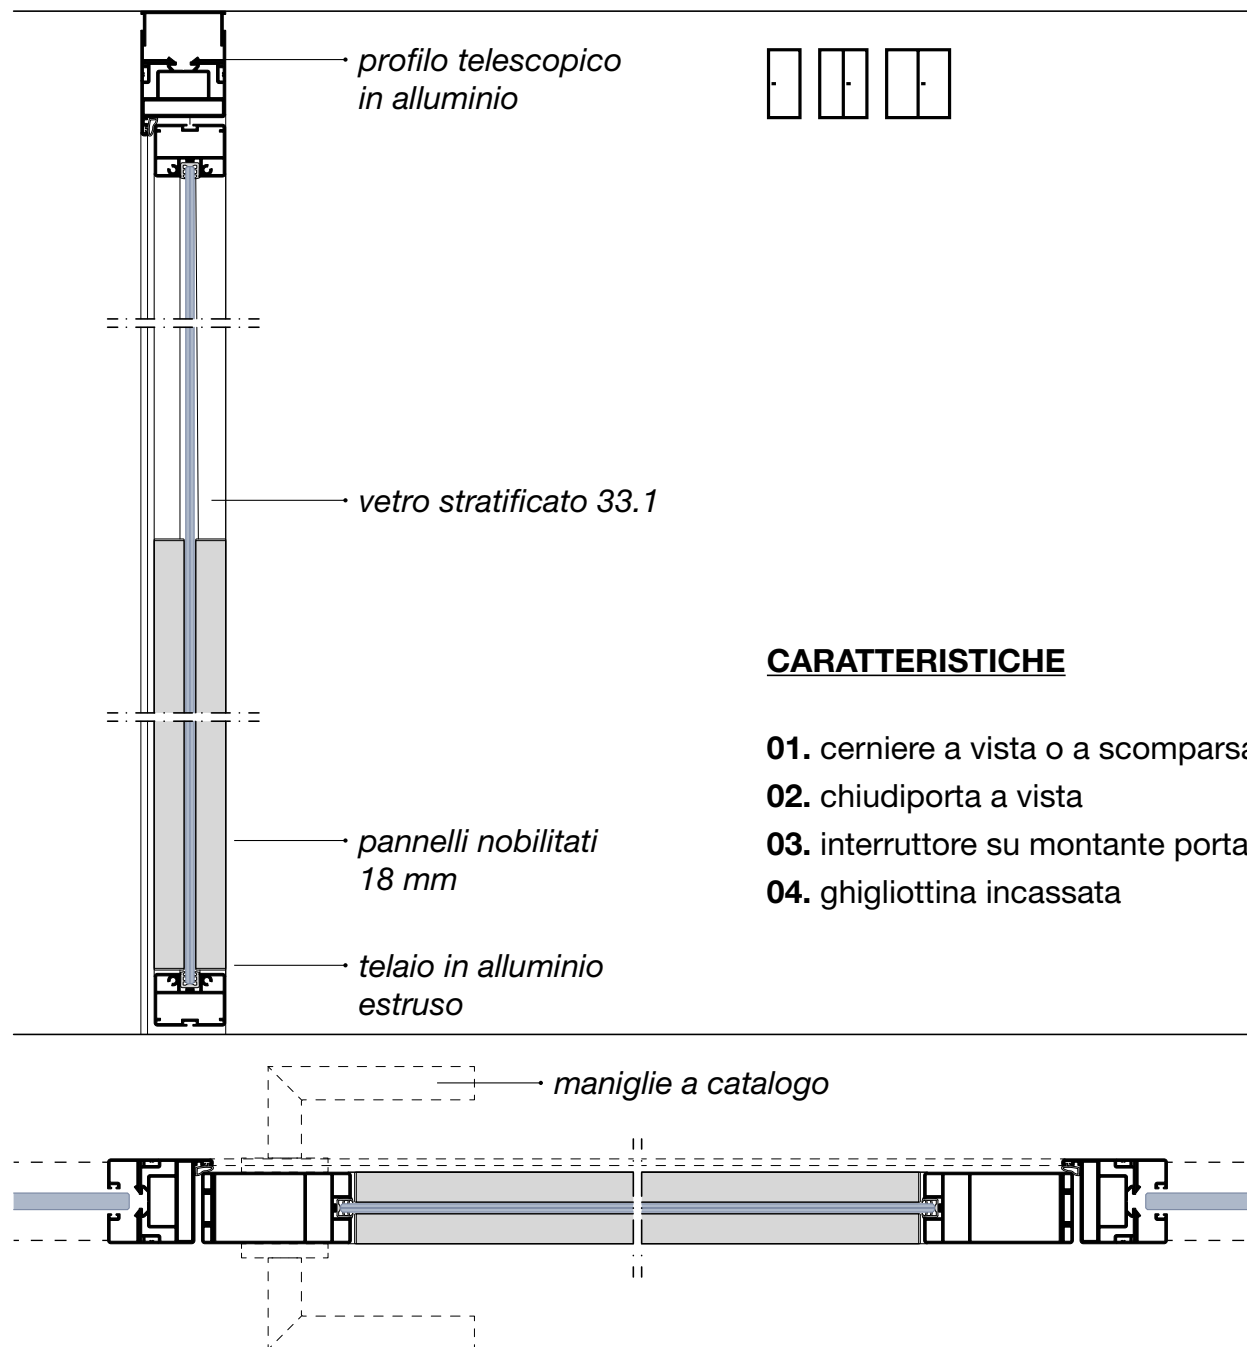 profilo telescopico
in alluminio
vetro stratificato 33.1
CARATTERISTICHE
01. cerniere a vista o a scomparsa
02. chiudiporta a vista
03. interruttore su montante porta
04. ghigliottina incassata
pannelli nobilitati
18 mm
telaio in alluminio
estruso
maniglie a catalogo